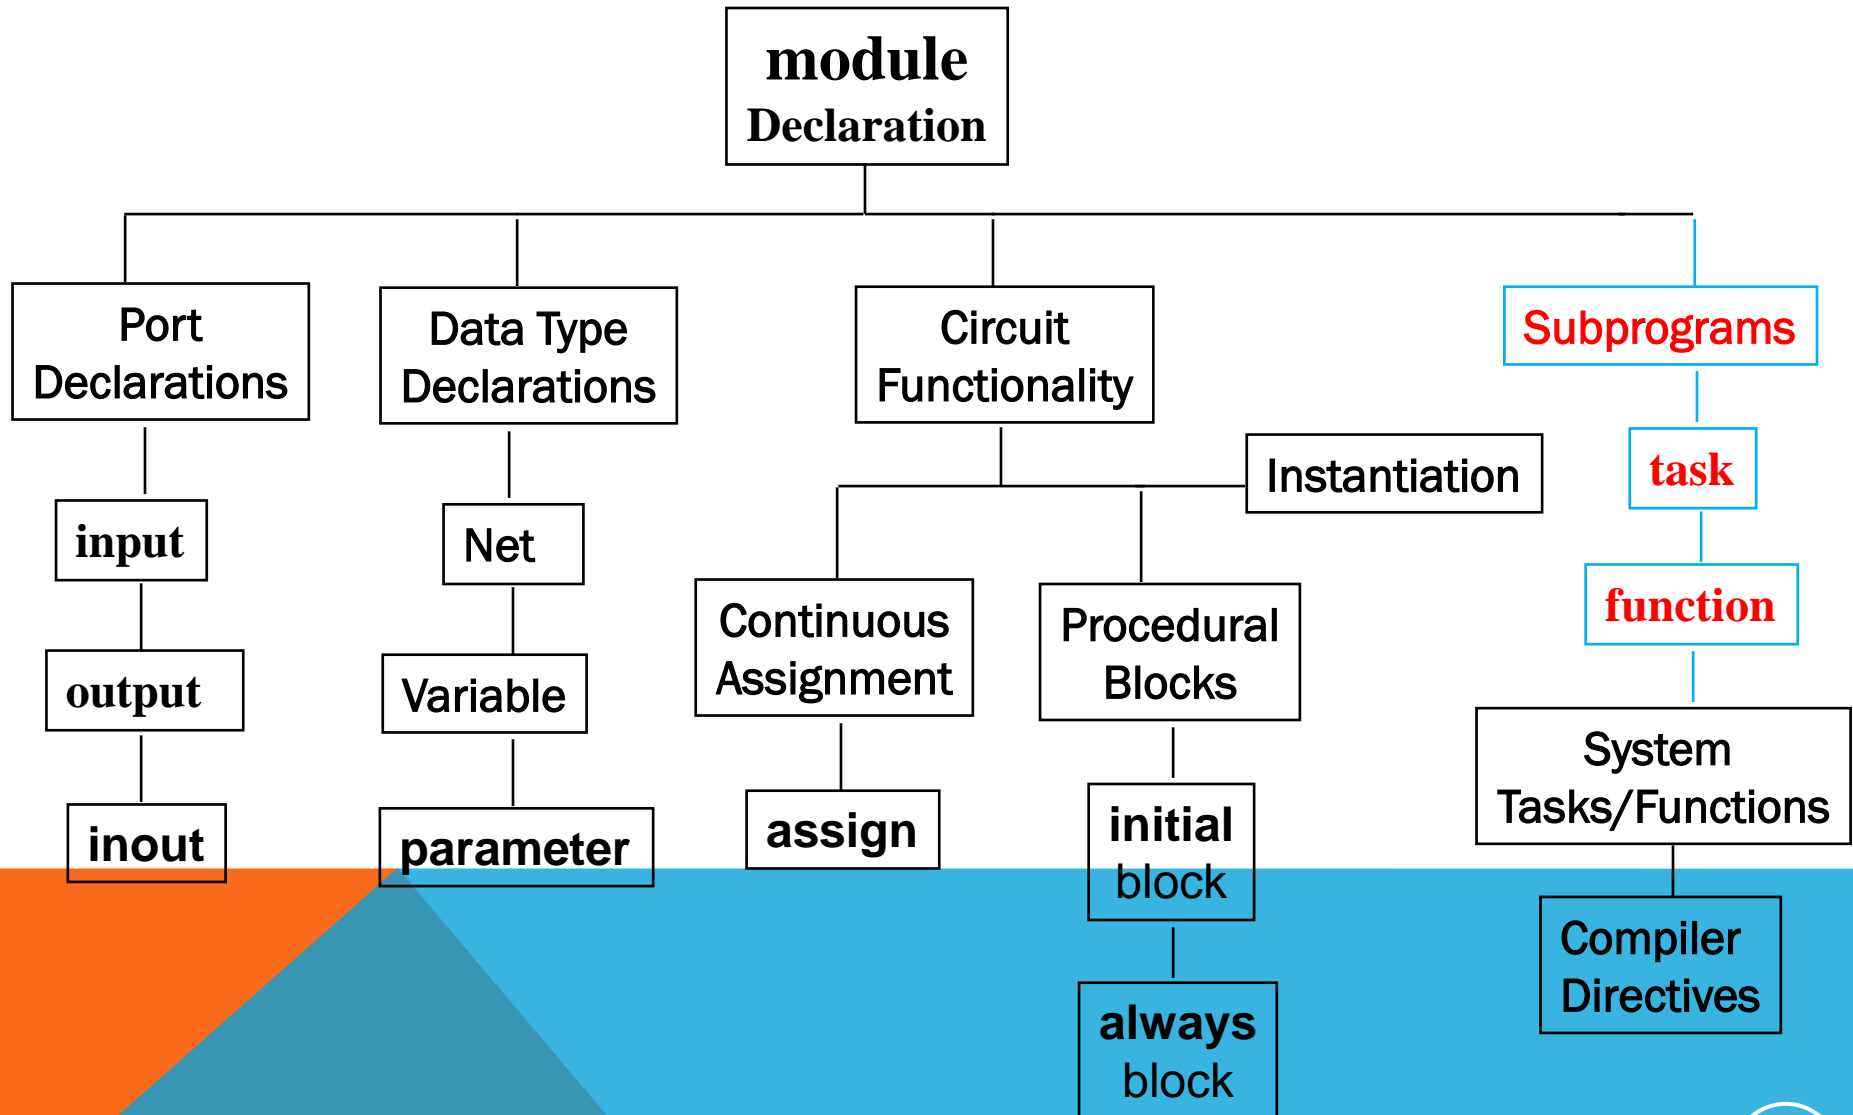 module
Declaration
Port
Declarations
input
output
inout
Data Type
Declarations
Net
Variable
parameter
Circuit
Functionality
Instantiation
Continuous
Assignment
assign
Procedural
Blocks
initial
block
always
block
Subprograms
task
function
System
Tasks/Functions
Compiler
Directives